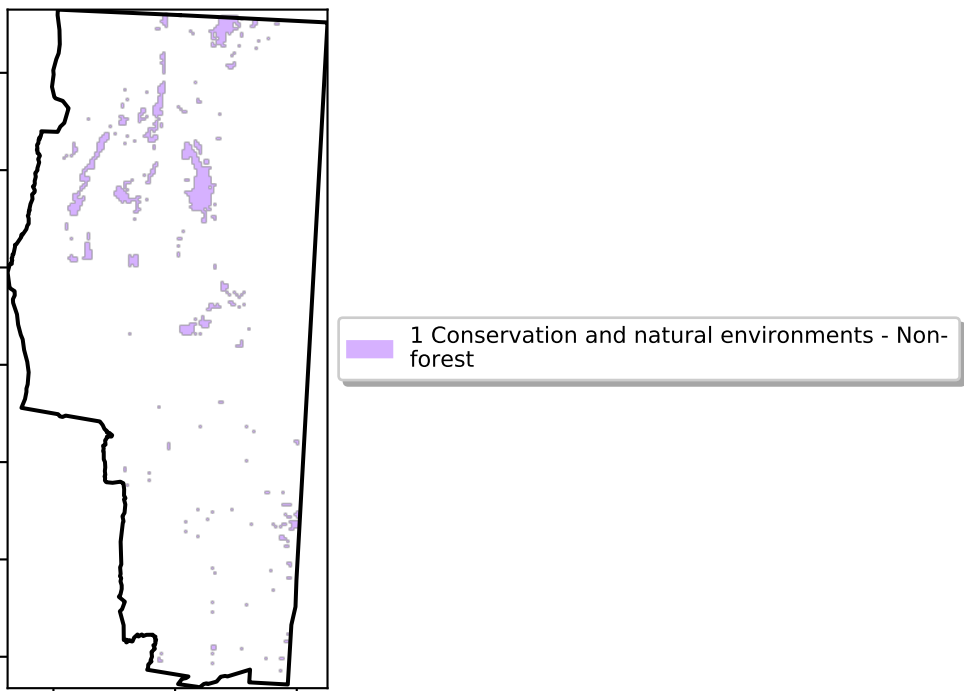 1 Conservation and natural environments - Non-
forest